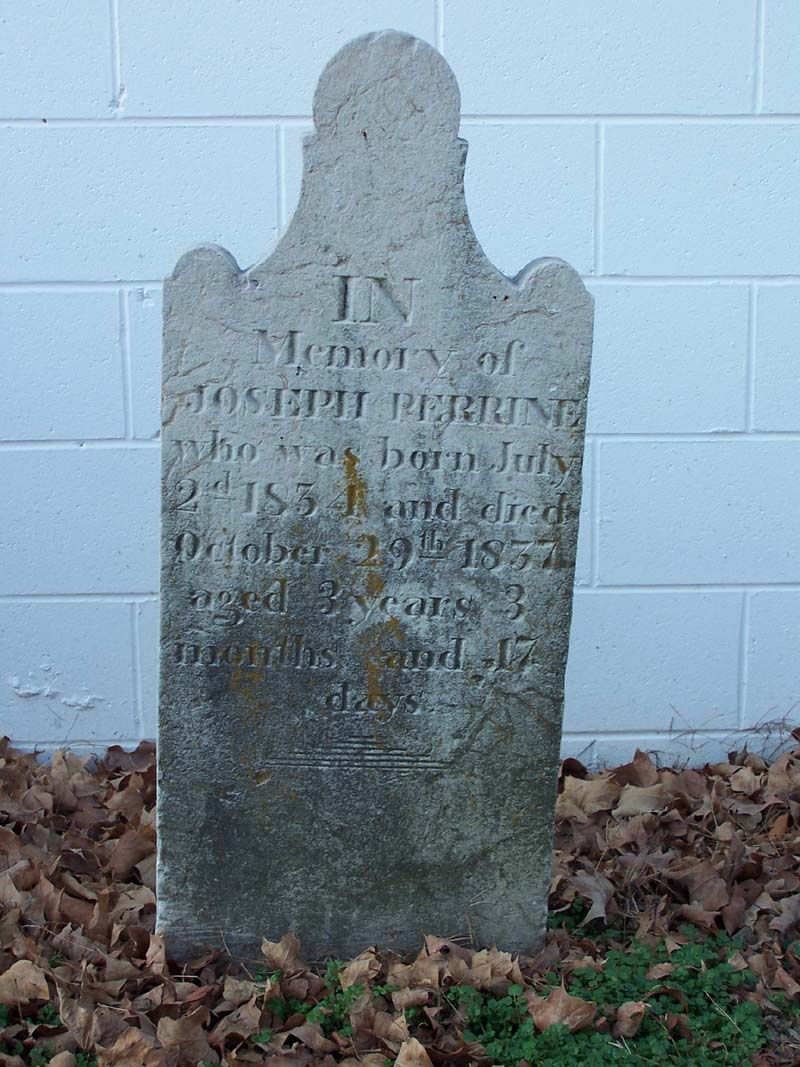 IN
Memory of
JOSEPH PERRINE
who was born July
2nd 1834 and died
October 29th 1837
aged 3 years 3
months and 17
days